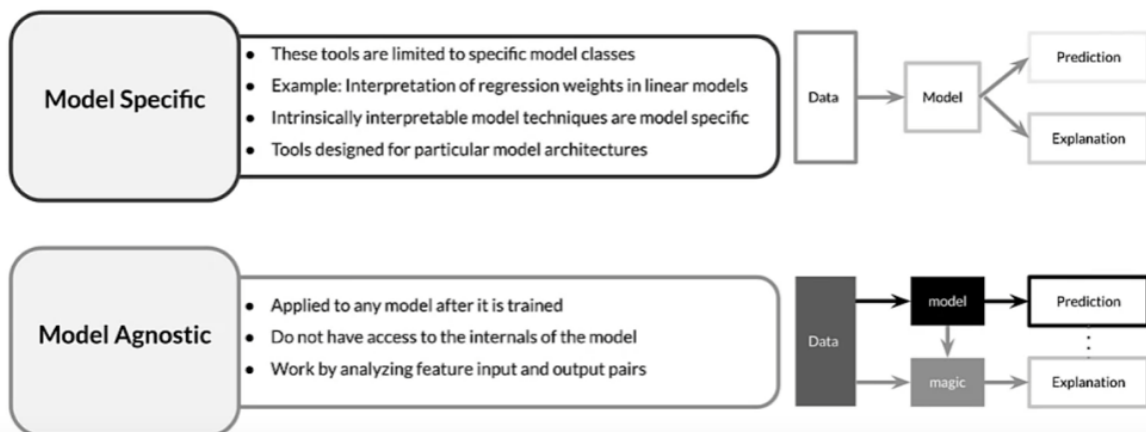 Model Specific
• These tools are limited to specific model classes
• Example: Interpretation of regression weights in linear models
• Intrinsically interpretable model techniques are model specific
• Tools designed for particular model architectures
Data
Model
Prediction
Explanation
Model Agnostic
• Applied to any model after it is trained
• Do not have access to the internals of the model
• Work by analyzing feature input and output pairs
Data
model
Prediction
magic
Explanation